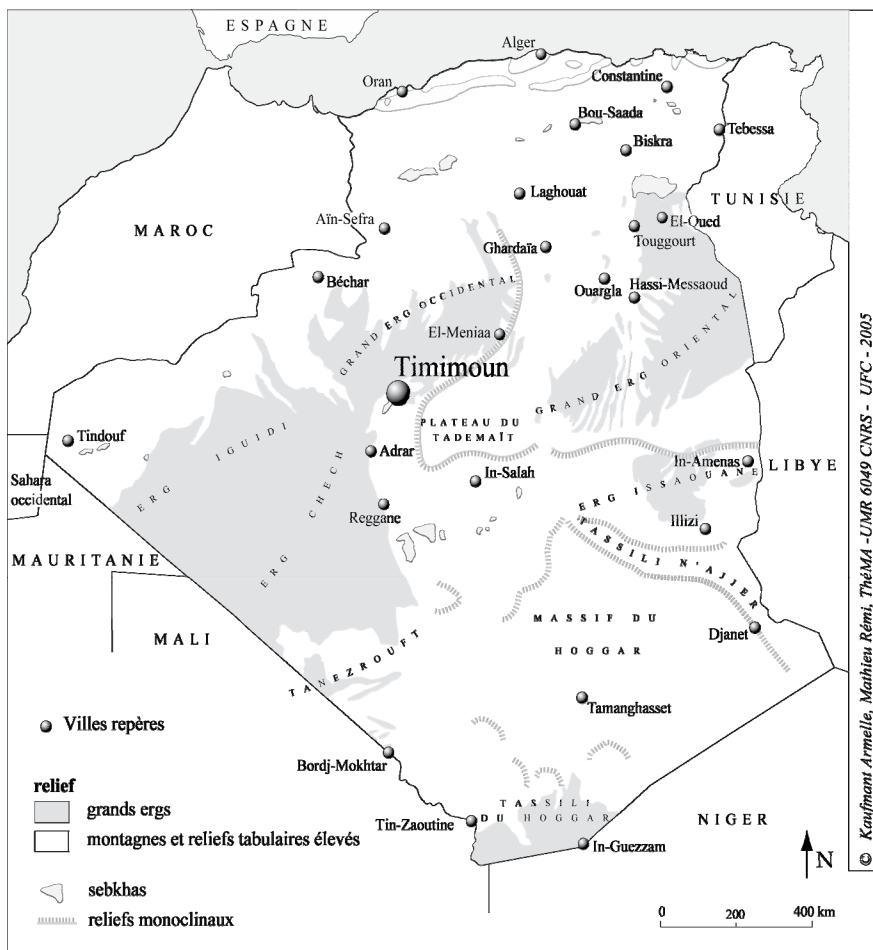 ESPAGNE
Alger
Oran
Constantine
Bou-Saada
Biskra
Tebessa
TUNISIE
Laghouat
MAROC
Aïn-Sefra
El-Oued
Touggourt
Ghardaïa
Béchar
Ouargla
Hassi-Messaoud
GRAND ERG OCCIDENTAL
El-Meniaa
GRAND ERG ORIENTAL
Timimoun
PLATEAU DU
TADEMAÏT
Tindouf
ERG IGUIDI
Adrar
In-Salah
In-Amenas
LIBYE
Sahara
occidental
ERG CHECH
Reggane
ERG ISSAOUANE
Illizi
TASSILI N'AJJER
MAURITANIE
MALI
MASSIF DU
HOGGAR
Djanet
TANEZROUFT
Tamanghasset
Villes repères
Bordj-Mokhtar
relief
grands ergs
montagnes et reliefs tabulaires élevés
sebkhas
reliefs monoclinaux
TASSILI
DU HOGGAR
Tin-Zaoutine
In-Guezzam
NIGER
N
0 200 400 km
© Kaufmant Armelle, Mathieu Rémi, ThéMA -UMR 6049 CNRS - UFC - 2005